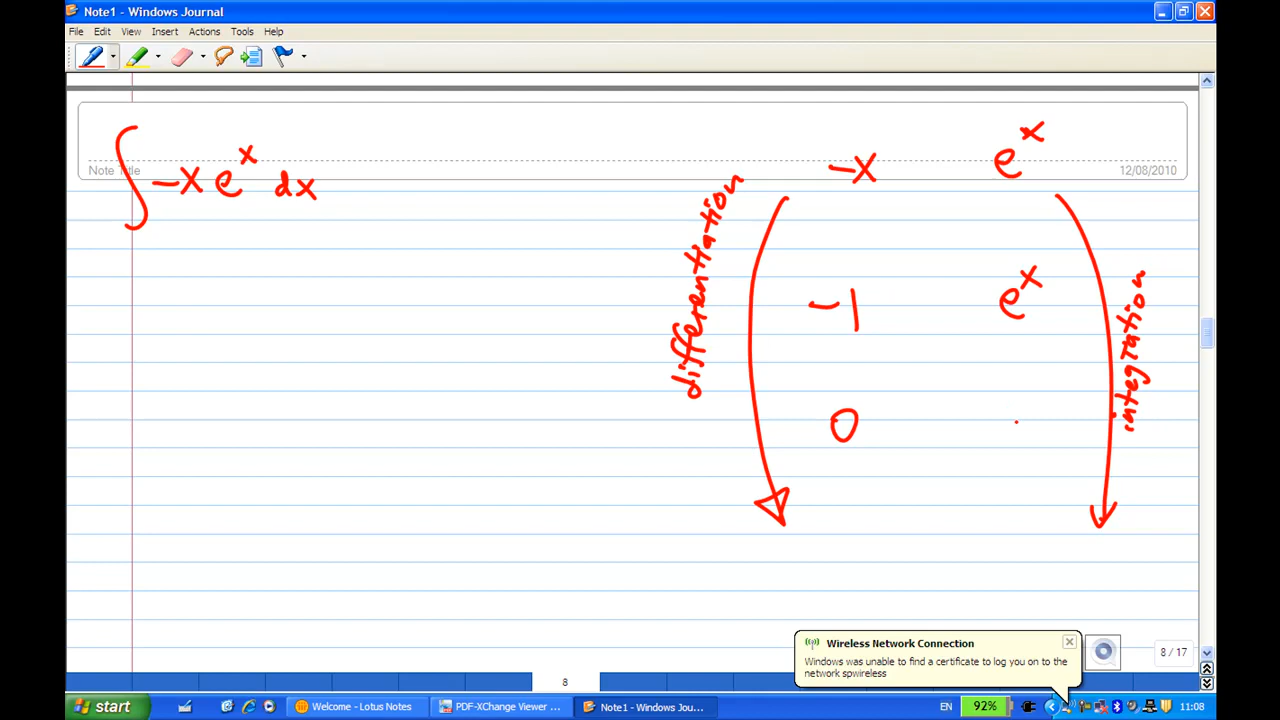 Note1 - Windows Journal
File Edit View Insert Actions Tools Help
Note Title
12/08/2010
∫ -x e^x dx
-x e^x
differentiation
-1 e^x
integration
0
Wireless Network Connection
Windows was unable to find a certificate to log you on to the
network spwireless
8 / 17
8
start
Welcome - Lotus Notes
PDF-XChange Viewer ...
Note1 - Windows Jou...
EN
92%
11:08